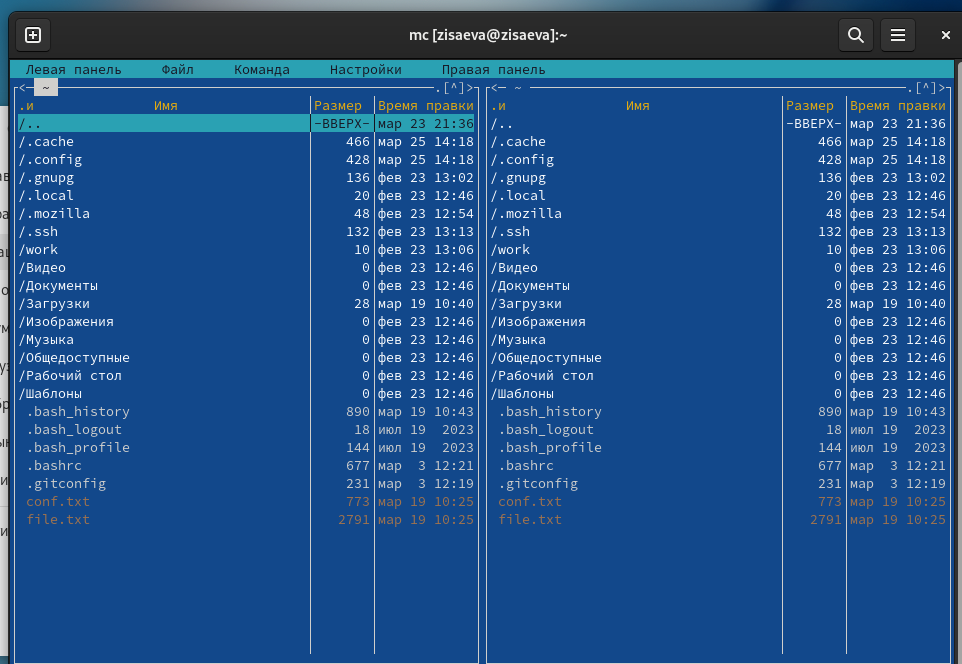 mc [zisaeva@zisaeva]:~
Левая панель Файл Команда Настройки Правая панель
<— ~ .[^]> <— ~ .[^]>
.и Имя Размер Время правки .и Имя Размер Время правки
/.. -ВВЕРХ- мар 23 21:36 /.. -ВВЕРХ- мар 23 21:36
/.cache 466 мар 25 14:18 /.cache 466 мар 25 14:18
/.config 428 мар 25 14:18 /.config 428 мар 25 14:18
/.gnupg 136 фев 23 13:02 /.gnupg 136 фев 23 13:02
/.local 20 фев 23 12:46 /.local 20 фев 23 12:46
/.mozilla 48 фев 23 12:54 /.mozilla 48 фев 23 12:54
/.ssh 132 фев 23 13:13 /.ssh 132 фев 23 13:13
/work 10 фев 23 13:06 /work 10 фев 23 13:06
/Видео 0 фев 23 12:46 /Видео 0 фев 23 12:46
/Документы 0 фев 23 12:46 /Документы 0 фев 23 12:46
/Загрузки 28 мар 19 10:40 /Загрузки 28 мар 19 10:40
/Изображения 0 фев 23 12:46 /Изображения 0 фев 23 12:46
/Музыка 0 фев 23 12:46 /Музыка 0 фев 23 12:46
/Общедоступные 0 фев 23 12:46 /Общедоступные 0 фев 23 12:46
/Рабочий стол 0 фев 23 12:46 /Рабочий стол 0 фев 23 12:46
/Шаблоны 0 фев 23 12:46 /Шаблоны 0 фев 23 12:46
.bash_history 890 мар 19 10:43 .bash_history 890 мар 19 10:43
.bash_logout 18 июл 19 2023 .bash_logout 18 июл 19 2023
.bash_profile 144 июл 19 2023 .bash_profile 144 июл 19 2023
.bashrc 677 мар 3 12:21 .bashrc 677 мар 3 12:21
.gitconfig 231 мар 3 12:19 .gitconfig 231 мар 3 12:19
conf.txt 773 мар 19 10:25 conf.txt 773 мар 19 10:25
file.txt 2791 мар 19 10:25 file.txt 2791 мар 19 10:25